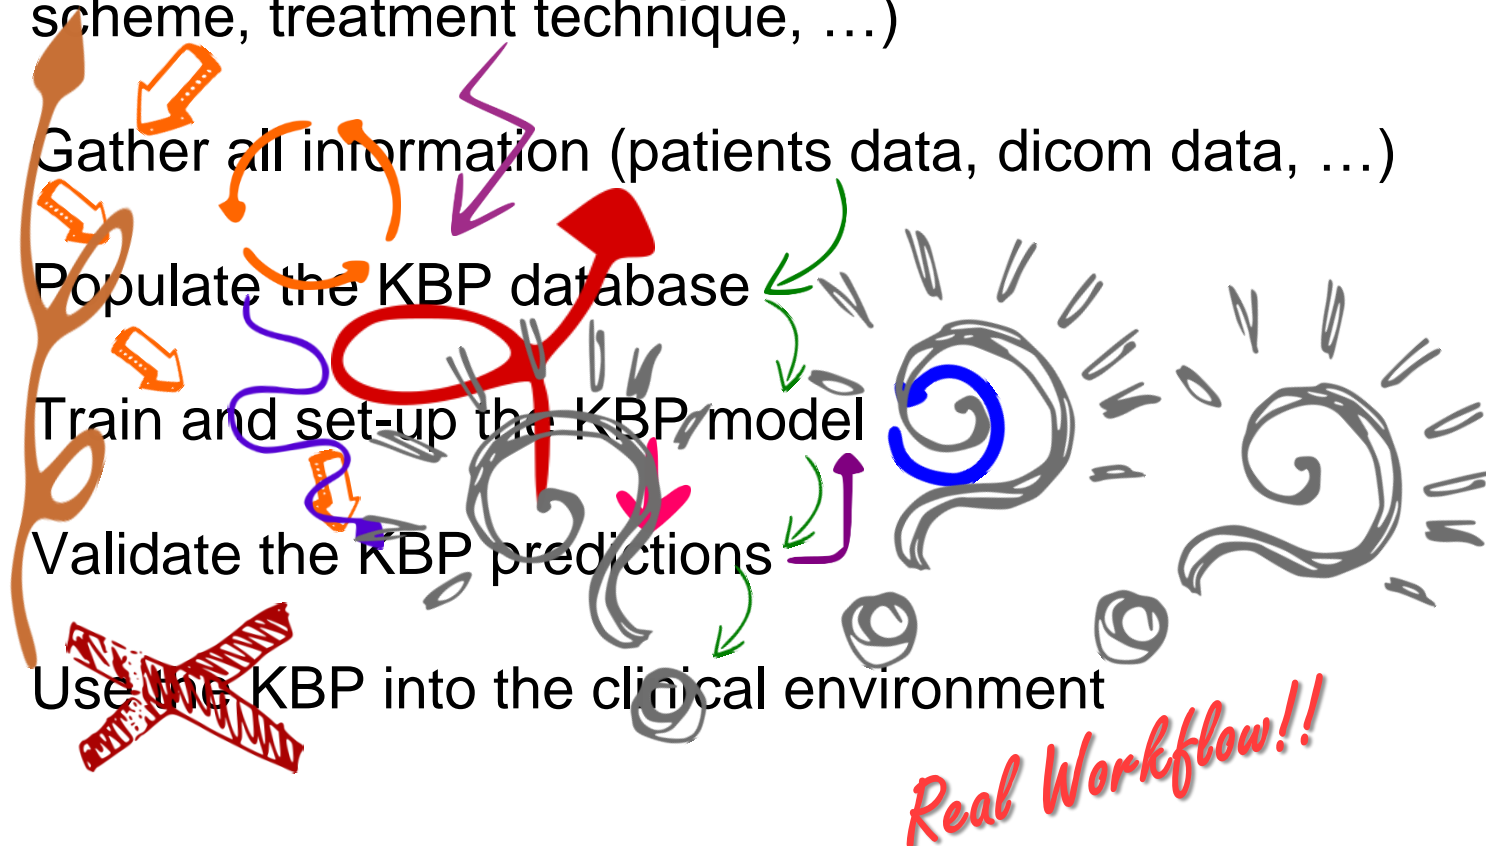 scheme, treatment technique, …)
Gather all information (patients data, dicom data, …)
Populate the KBP database
Train and set-up the KBP model
Validate the KBP predictions
Use the KBP into the clinical environment
Real Workflow!!